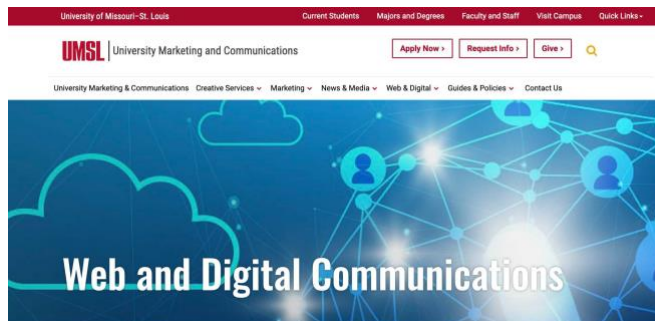 University of Missouri–St. Louis Current Students Majors and Degrees Faculty and Staff Visit Campus Quick Links
UMSL University Marketing and Communications Apply Now › Request Info › Give ›
University Marketing & Communications Creative Services Marketing News & Media Web & Digital Guides & Policies Contact Us
Web and Digital Communications